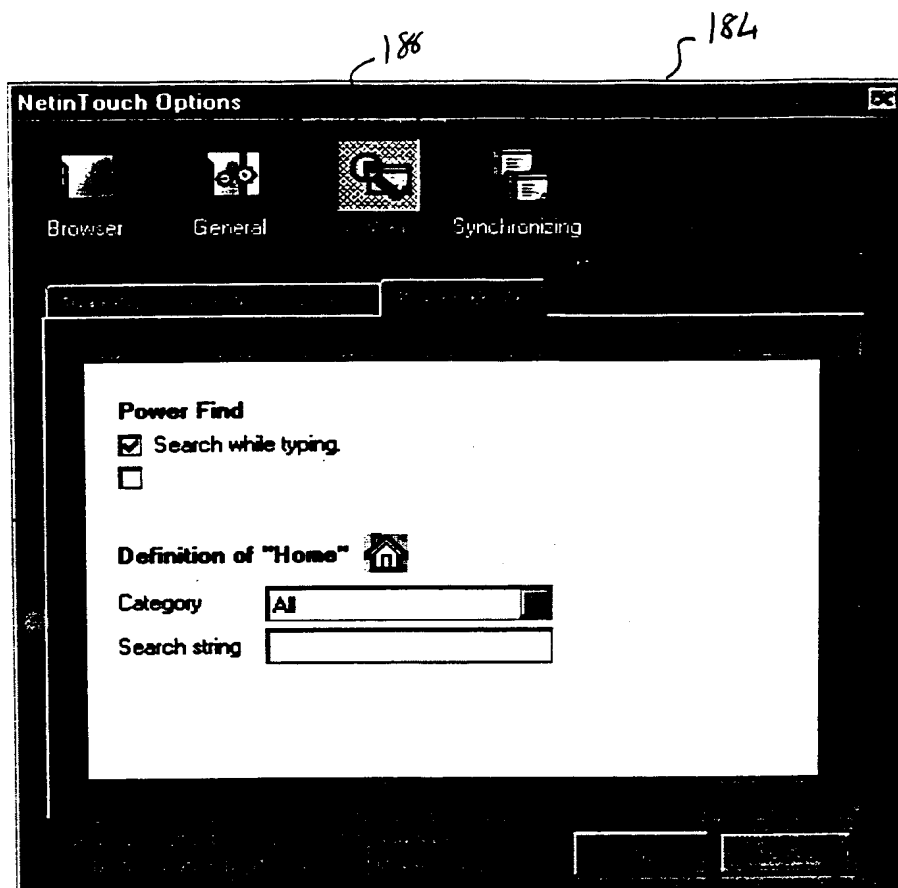 186
184
NetinTouch Options
Browser
General
Synchronizing
Power Find
Search while typing.
Definition of "Home"
Category
All
Search string